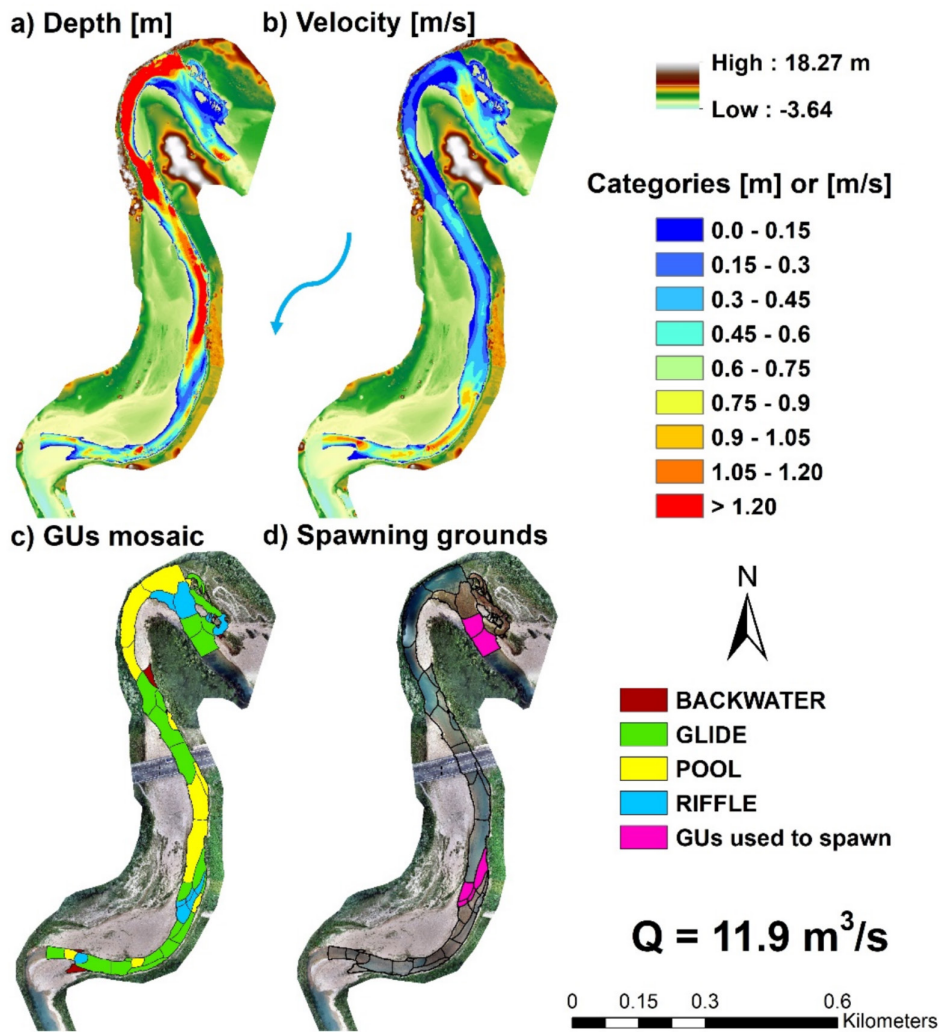 a) Depth [m]
b) Velocity [m/s]
High : 18.27 m
Low : -3.64
Categories [m] or [m/s]
0.0 - 0.15
0.15 - 0.3
0.3 - 0.45
0.45 - 0.6
0.6 - 0.75
0.75 - 0.9
0.9 - 1.05
1.05 - 1.20
> 1.20
c) GUs mosaic
d) Spawning grounds
N
BACKWATER
GLIDE
POOL
RIFFLE
GUs used to spawn
Q = 11.9 m³/s
0 0.15 0.3 0.6
Kilometers